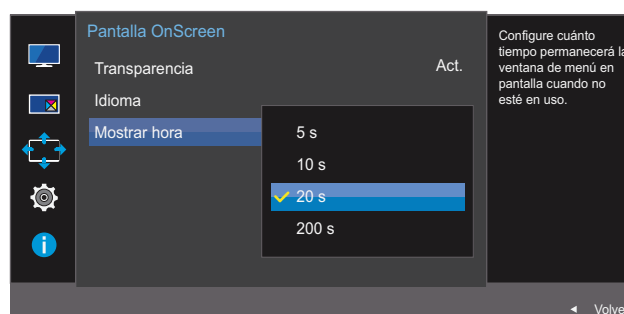 Pantalla OnScreen
Transparencia
Act.
Idioma
Mostrar hora
5 s
10 s
20 s
200 s
Configure cuánto
tiempo permanecerá la
ventana de menú en
pantalla cuando no
esté en uso.
Volve